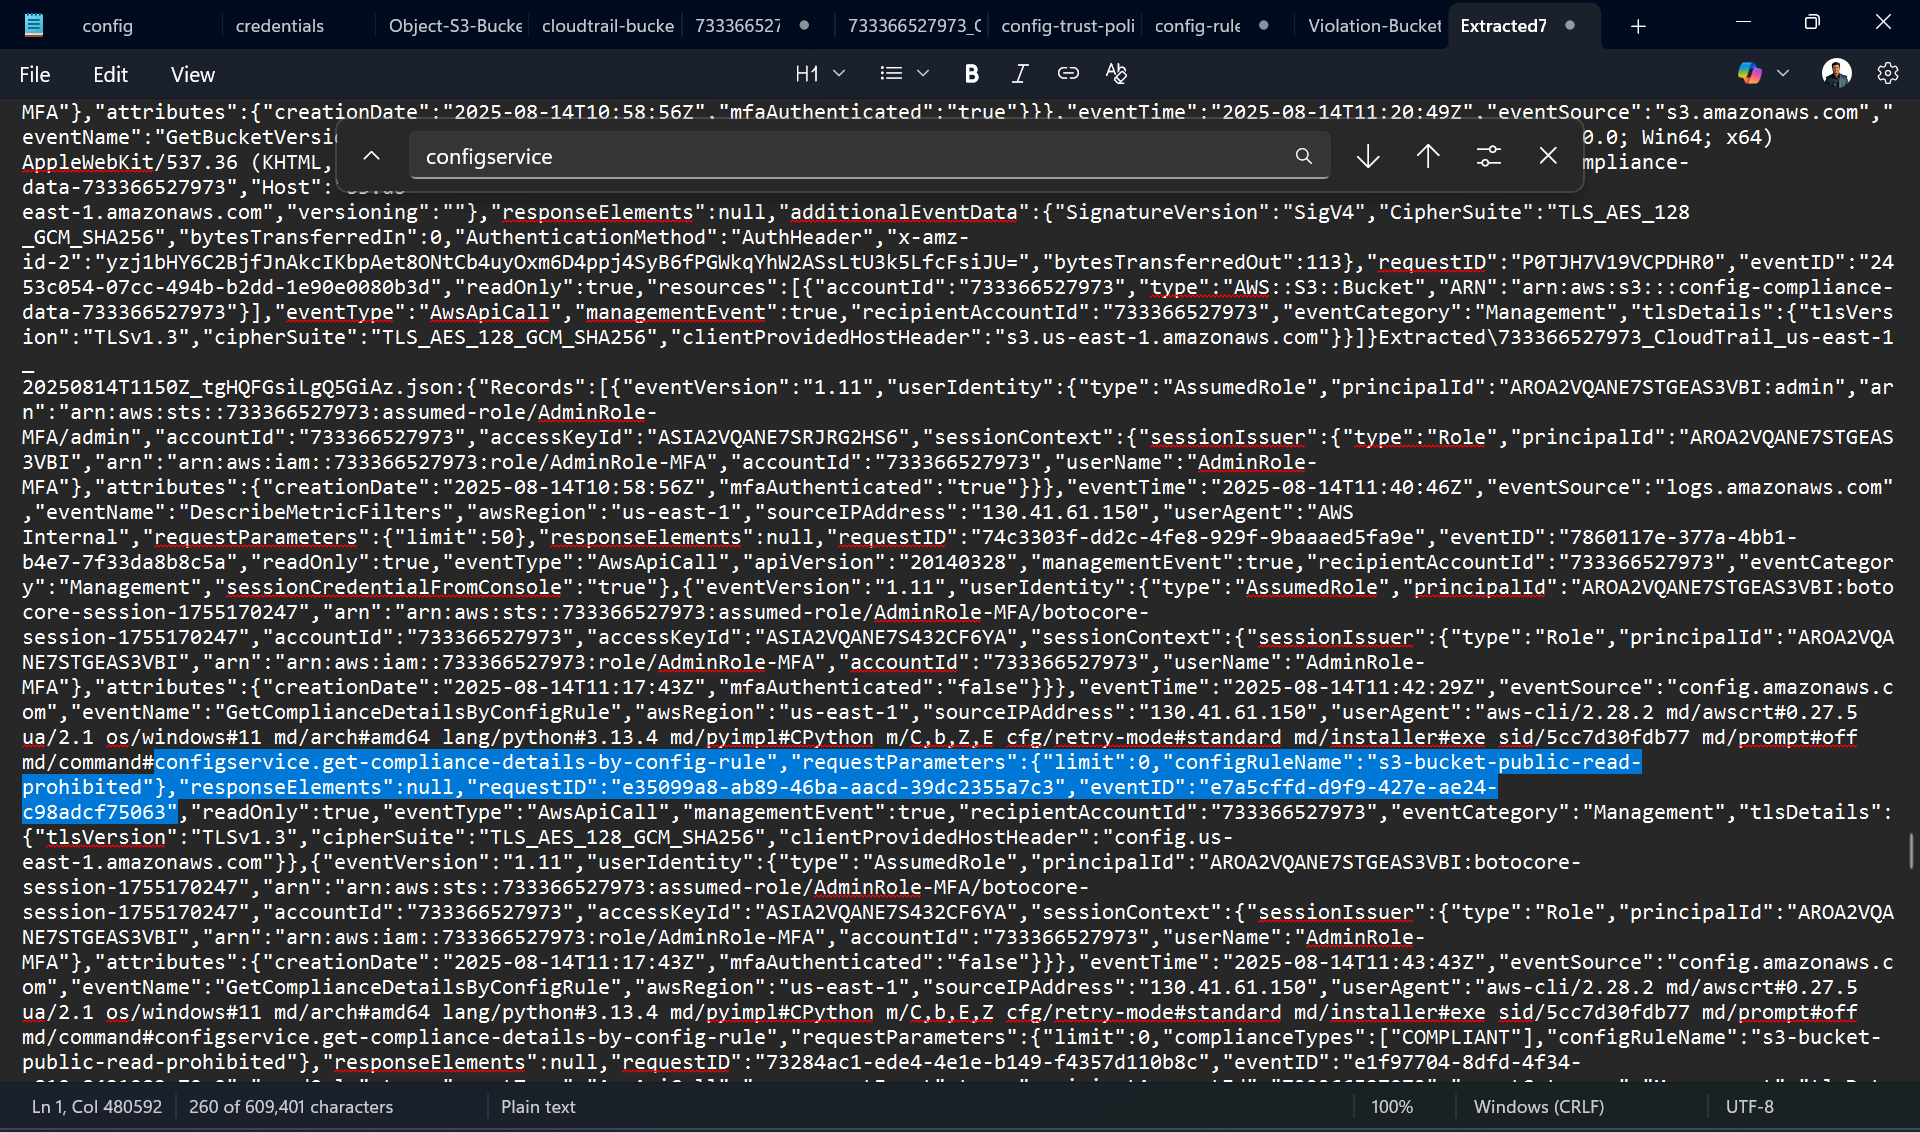 config
credentials
Object-S3-Bucke
cloudtrail-bucke
73336652
733366527973_C
config-trust-poli
config-rule
Violation-Bucket
Extracted7
File
Edit
View
H1
MFA"},"attributes":{"creationDate":"2025-08-14T10:58:56Z","mfaAuthenticated":"true"}}},"eventTime":"2025-08-14T11:20:49Z","eventSource":"s3.amazonaws.com","
eventName":"GetBucketVersi
0.0; Win64; x64)
configservice
AppleWebKit/537.36 (KHTML,
mpliance-
data-733366527973","Host":
east-1.amazonaws.com","versioning":""},"responseElements":null,"additionalEventData":{"SignatureVersion":"SigV4","CipherSuite":"TLS_AES_128
_GCM_SHA256","bytesTransferredIn":0,"AuthenticationMethod":"AuthHeader","x-amz-
id-2":"yzj1bHY6C2BjfJnAkcIKbpAet8ONtCb4uyOxm6D4ppj4SyB6fPGWkqYhW2ASsLtU3k5LfcFsiJU=","bytesTransferredOut":113},"requestID":"P0TJH7V19VCPDHR0","eventID":"24
53c054-07cc-494b-b2dd-1e90e0080b3d","readOnly":true,"resources":[{"accountId":"733366527973","type":"AWS::S3::Bucket","ARN":"arn:aws:s3:::config-compliance-
data-733366527973"}],"eventType":"AwsApiCall","managementEvent":true,"recipientAccountId":"733366527973","eventCategory":"Management","tlsDetails":{"tlsVers
ion":"TLSv1.3","cipherSuite":"TLS_AES_128_GCM_SHA256","clientProvidedHostHeader":"s3.us-east-1.amazonaws.com"}}]}Extracted\733366527973_CloudTrail_us-east-1
_
20250814T1150Z_tgHQFGsiLgQ5GiAz.json:{"Records":[{"eventVersion":"1.11","userIdentity":{"type":"AssumedRole","principalId":"AROA2VQANE7STGEAS3VBI:admin","ar
n":"arn:aws:sts::733366527973:assumed-role/AdminRole-
MFA/admin","accountId":"733366527973","accessKeyId":"ASIA2VQANE7SRJRG2HS6","sessionContext":{"sessionIssuer":{"type":"Role","principalId":"AROA2VQANE7STGEAS
3VBI","arn":"arn:aws:iam::733366527973:role/AdminRole-MFA","accountId":"733366527973","userName":"AdminRole-
MFA"},"attributes":{"creationDate":"2025-08-14T10:58:56Z","mfaAuthenticated":"true"}}},"eventTime":"2025-08-14T11:40:46Z","eventSource":"logs.amazonaws.com"
,"eventName":"DescribeMetricFilters","awsRegion":"us-east-1","sourceIPAddress":"130.41.61.150","userAgent":"AWS
Internal","requestParameters":{"limit":50},"responseElements":null,"requestID":"74c3303f-dd2c-4fe8-929f-9baaaed5fa9e","eventID":"7860117e-377a-4bb1-
b4e7-7f33da8b8c5a","readOnly":true,"eventType":"AwsApiCall","apiVersion":"20140328","managementEvent":true,"recipientAccountId":"733366527973","eventCategor
y":"Management","sessionCredentialFromConsole":"true"},{"eventVersion":"1.11","userIdentity":{"type":"AssumedRole","principalId":"AROA2VQANE7STGEAS3VBI:boto
core-session-1755170247","arn":"arn:aws:sts::733366527973:assumed-role/AdminRole-MFA/botocore-
session-1755170247","accountId":"733366527973","accessKeyId":"ASIA2VQANE7S432CF6YA","sessionContext":{"sessionIssuer":{"type":"Role","principalId":"AROA2VQA
NE7STGEAS3VBI","arn":"arn:aws:iam::733366527973:role/AdminRole-MFA","accountId":"733366527973","userName":"AdminRole-
MFA"},"attributes":{"creationDate":"2025-08-14T11:17:43Z","mfaAuthenticated":"false"}}},"eventTime":"2025-08-14T11:42:29Z","eventSource":"config.amazonaws.c
om","eventName":"GetComplianceDetailsByConfigRule","awsRegion":"us-east-1","sourceIPAddress":"130.41.61.150","userAgent":"aws-cli/2.28.2 md/awscrt#0.27.5
ua/2.1 os/windows#11 md/arch#amd64 lang/python#3.13.4 md/pyimpl#CPython m/C,b,Z,E cfg/retry-mode#standard md/installer#exe sid/5cc7d30fdb77 md/prompt#off
md/command#configservice.get-compliance-details-by-config-rule","requestParameters":{"limit":0,"configRuleName":"s3-bucket-public-read-
prohibited"},"responseElements":null,"requestID":"e35099a8-ab89-46ba-aacd-39dc2355a7c3","eventID":"e7a5cffd-d9f9-427e-ae24-
c98adcf75063","readOnly":true,"eventType":"AwsApiCall","managementEvent":true,"recipientAccountId":"733366527973","eventCategory":"Management","tlsDetails":
{"tlsVersion":"TLSv1.3","cipherSuite":"TLS_AES_128_GCM_SHA256","clientProvidedHostHeader":"config.us-
east-1.amazonaws.com"}},{"eventVersion":"1.11","userIdentity":{"type":"AssumedRole","principalId":"AROA2VQANE7STGEAS3VBI:botocore-
session-1755170247","arn":"arn:aws:sts::733366527973:assumed-role/AdminRole-MFA/botocore-
session-1755170247","accountId":"733366527973","accessKeyId":"ASIA2VQANE7S432CF6YA","sessionContext":{"sessionIssuer":{"type":"Role","principalId":"AROA2VQA
NE7STGEAS3VBI","arn":"arn:aws:iam::733366527973:role/AdminRole-MFA","accountId":"733366527973","userName":"AdminRole-
MFA"},"attributes":{"creationDate":"2025-08-14T11:17:43Z","mfaAuthenticated":"false"}}},"eventTime":"2025-08-14T11:43:43Z","eventSource":"config.amazonaws.c
om","eventName":"GetComplianceDetailsByConfigRule","awsRegion":"us-east-1","sourceIPAddress":"130.41.61.150","userAgent":"aws-cli/2.28.2 md/awscrt#0.27.5
ua/2.1 os/windows#11 md/arch#amd64 lang/python#3.13.4 md/pyimpl#CPython m/C,b,E,Z cfg/retry-mode#standard md/installer#exe sid/5cc7d30fdb77 md/prompt#off
md/command#configservice.get-compliance-details-by-config-rule","requestParameters":{"limit":0,"complianceTypes":["COMPLIANT"],"configRuleName":"s3-bucket-
public-read-prohibited"},"responseElements":null,"requestID":"73284ac1-ede4-4e1e-b149-f4357d110b8c","eventID":"e1f97704-8dfd-4f34-
Ln 1, Col 480592
260 of 609,401 characters
Plain text
100%
Windows (CRLF)
UTF-8